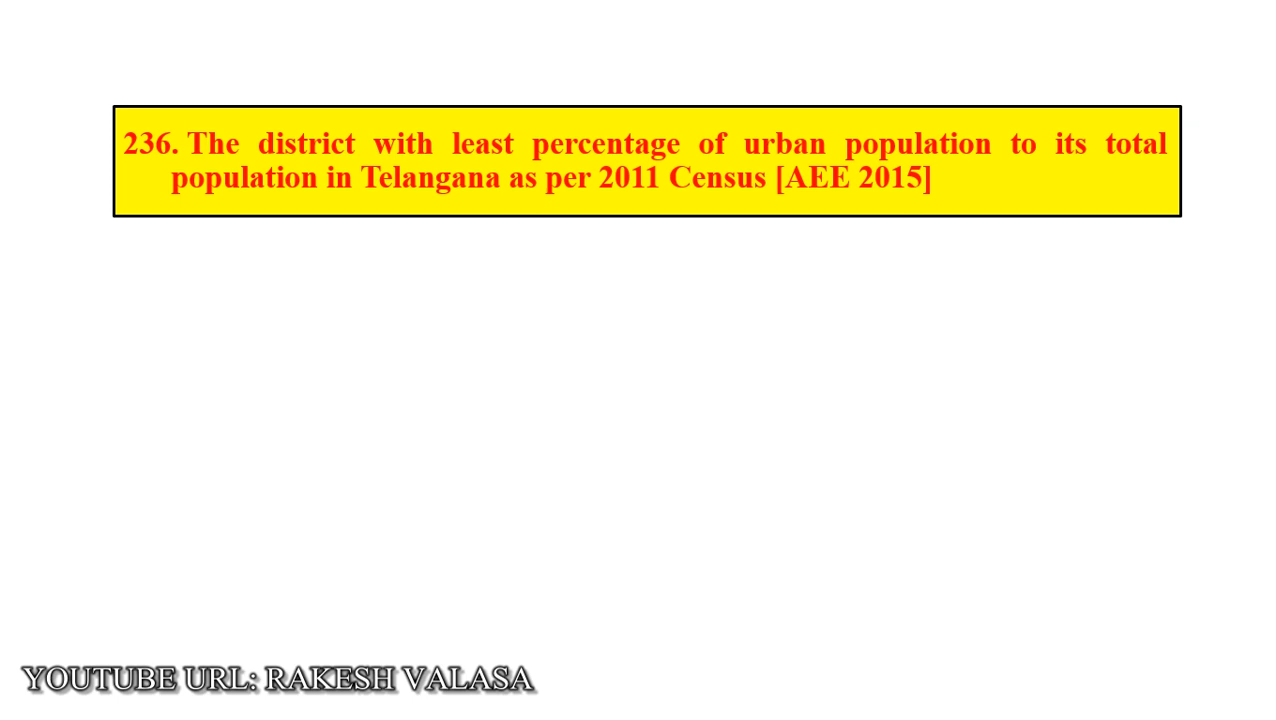 236. The district with least percentage of urban population to its total
population in Telangana as per 2011 Census [AEE 2015]
YOUTUBE URL: RAKESH VALASA